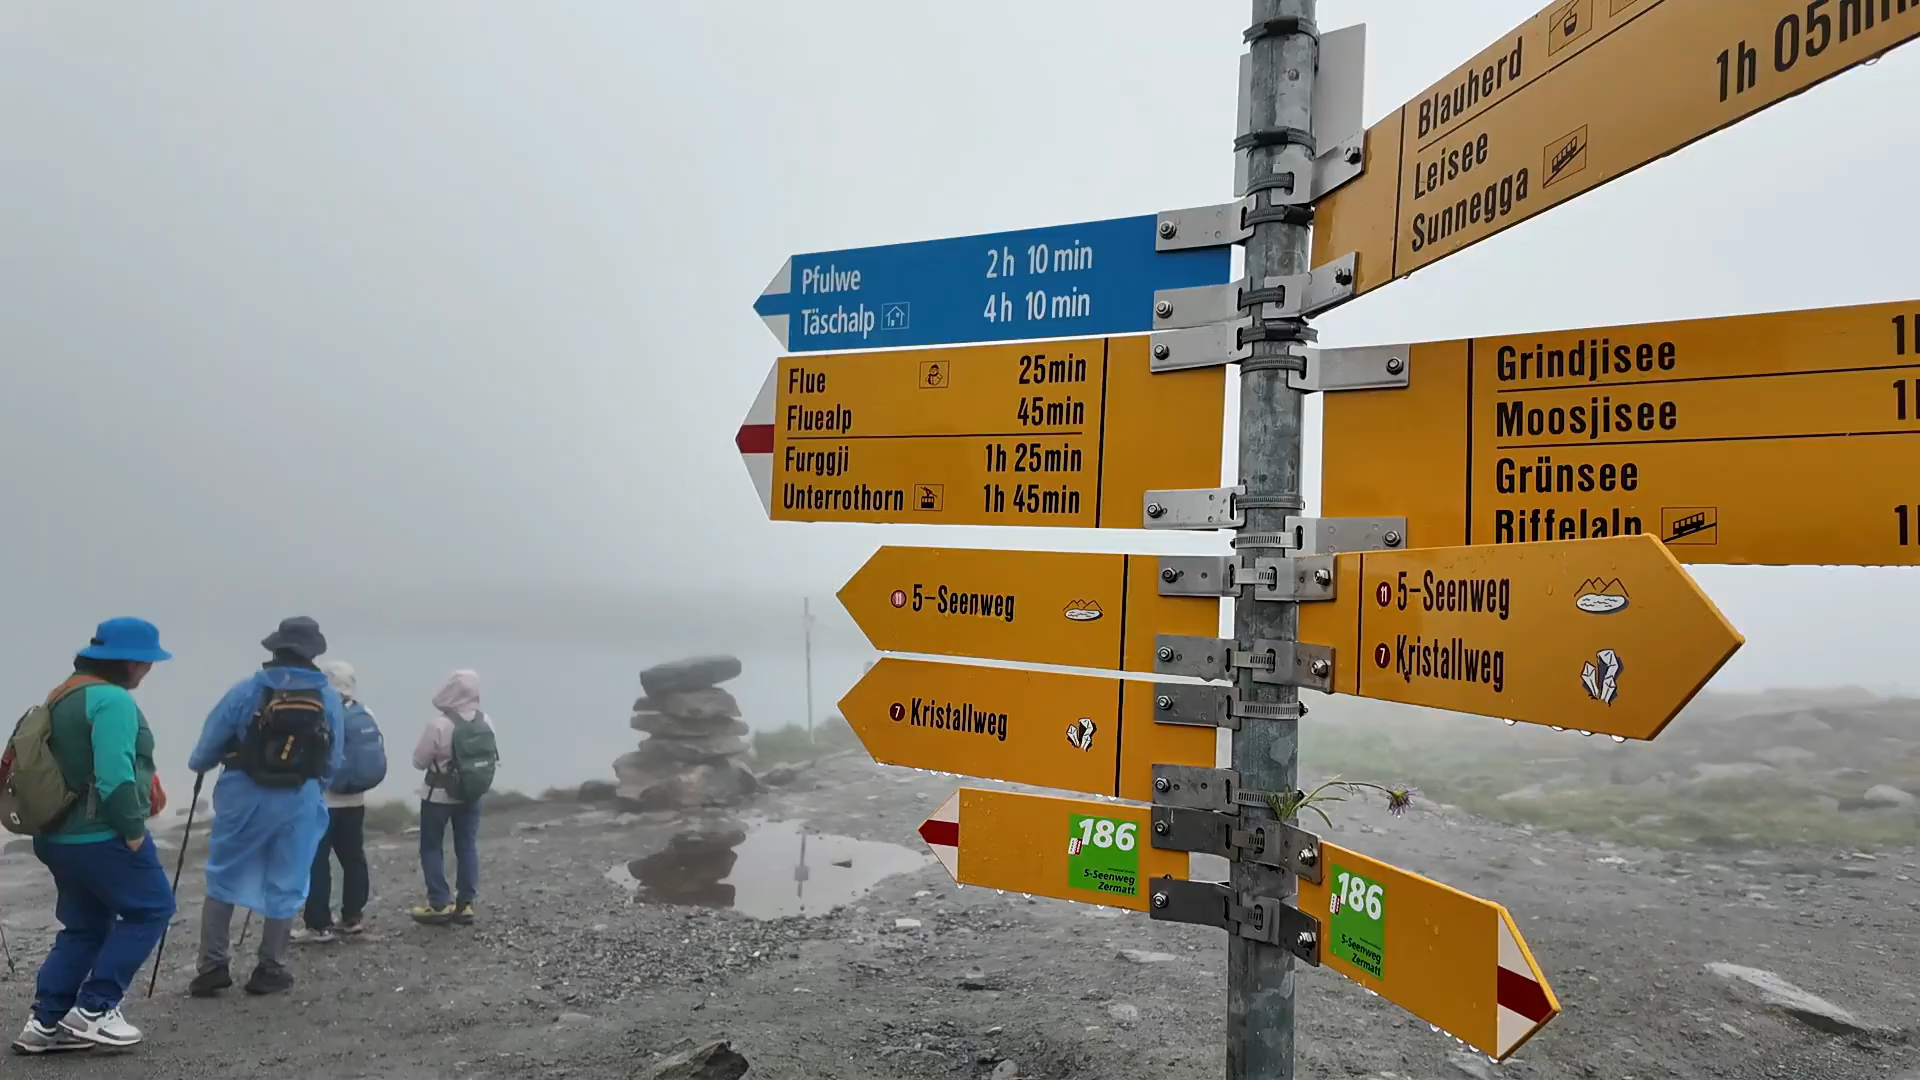 Blauherd
1h 05min
Leisee
Sunnegga
Pfulwe 2h 10 min
Täschalp 4h 10 min
Flue 25min
Fluealp 45min
Furggji 1h 25min
Unterrothorn 1h 45min
Grindjisee
Moosjisee
Grünsee
Riffelalp
11 5-Seenweg
7 Kristallweg
11 5-Seenweg
7 Kristallweg
186
5-Seenweg
Zermatt
186
5-Seenweg
Zermatt